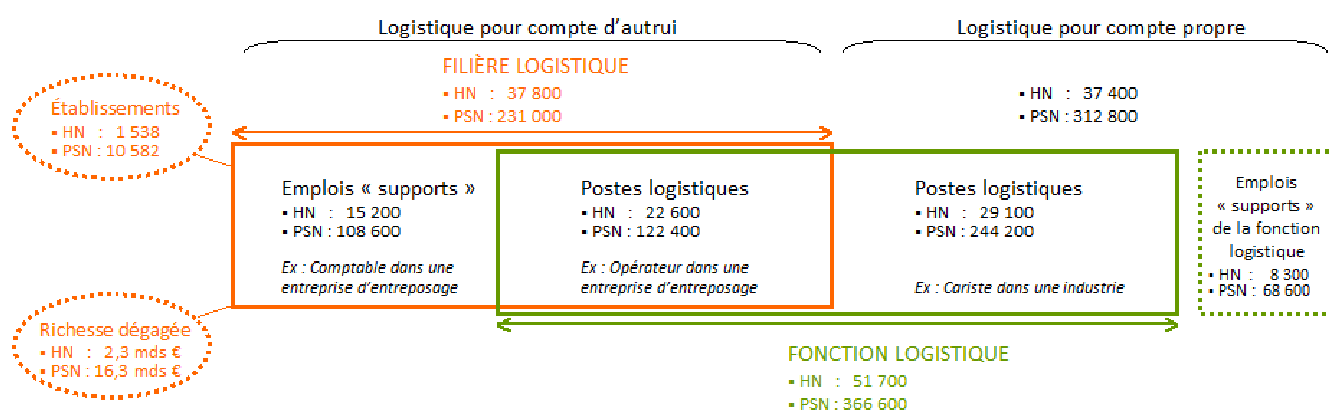 Logistique pour compte d’autrui
Logistique pour compte propre
FILIÈRE LOGISTIQUE
▪ HN : 37 800
▪ PSN : 231 000
▪ HN : 37 400
▪ PSN : 312 800
Établissements
▪ HN : 1 538
▪ PSN : 10 582
Emplois « supports »
▪ HN : 15 200
▪ PSN : 108 600
Ex : Comptable dans une
entreprise d’entreposage
Postes logistiques
▪ HN : 22 600
▪ PSN : 122 400
Ex : Opérateur dans une
entreprise d’entreposage
Postes logistiques
▪ HN : 29 100
▪ PSN : 244 200
Ex : Cariste dans une industrie
Emplois
« supports »
de la fonction
logistique
▪ HN : 8 300
▪ PSN : 68 600
Richesse dégagée
▪ HN : 2,3 mds €
▪ PSN : 16,3 mds €
FONCTION LOGISTIQUE
▪ HN : 51 700
▪ PSN : 366 600